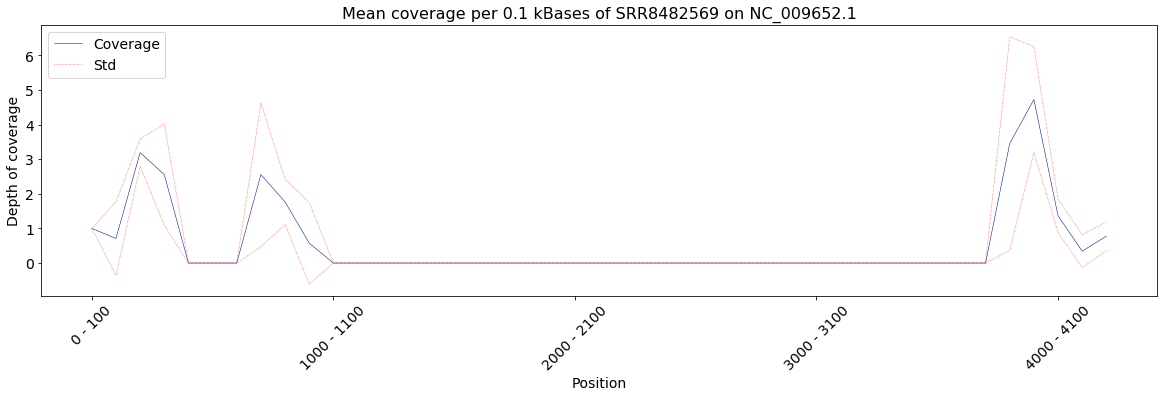 Mean coverage per 0.1 kBases of SRR8482569 on NC_009652.1
Coverage
Std
Depth of coverage
6
5
4
3
2
1
0
0 - 100
1000 - 1100
2000 - 2100
3000 - 3100
4000 - 4100
Position